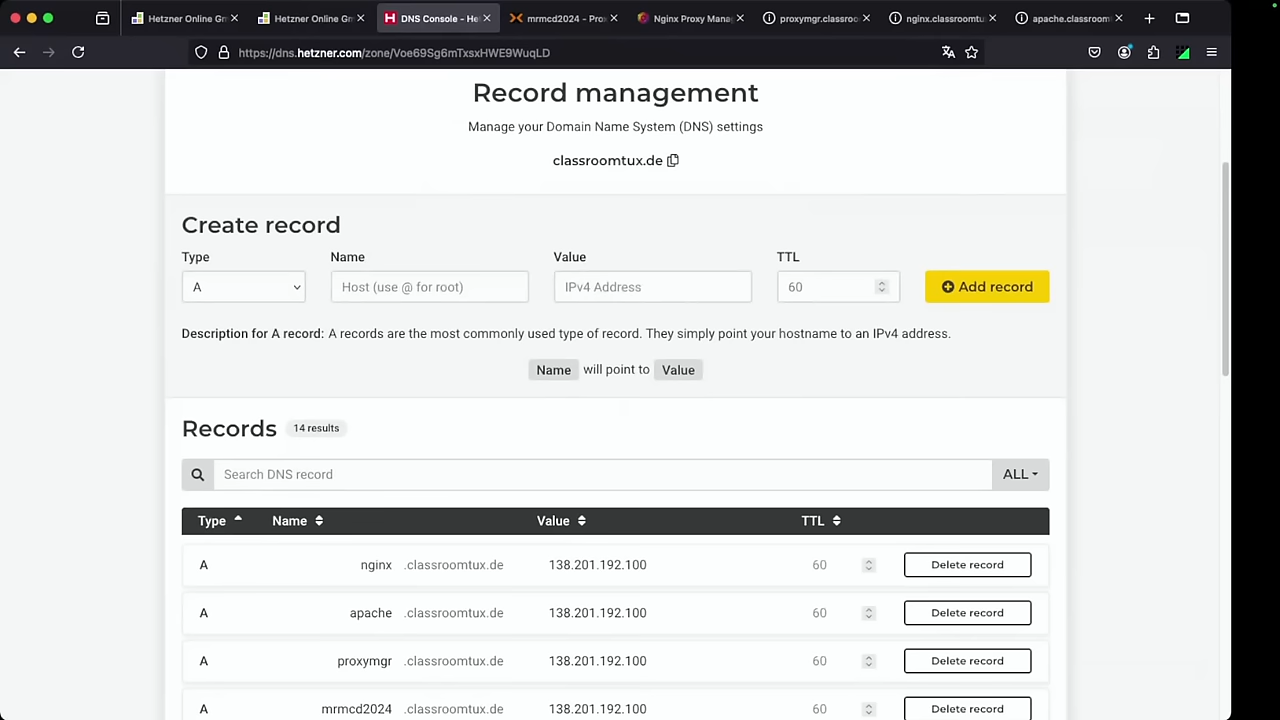 Hetzner Online Gm
Hetzner Online Gm
DNS Console - He
mrmcd2024 - Pro
Nginx Proxy Mana
proxymgr.classroo
nginx.classroomtu
apache.classroom
https://dns.hetzner.com/zone/Voe69Sg6mTxsxHWE9WuqLD
Record management
Manage your Domain Name System (DNS) settings
classroomtux.de
Create record
Type Name Value TTL
A Host (use @ for root) IPv4 Address 60 Add record
Description for A record: A records are the most commonly used type of record. They simply point your hostname to an IPv4 address.
Name will point to Value
Records 14 results
Search DNS record ALL
Type Name Value TTL
A nginx .classroomtux.de 138.201.192.100 60 Delete record
A apache .classroomtux.de 138.201.192.100 60 Delete record
A proxymgr .classroomtux.de 138.201.192.100 60 Delete record
A mrmcd2024 .classroomtux.de 138.201.192.100 60 Delete record